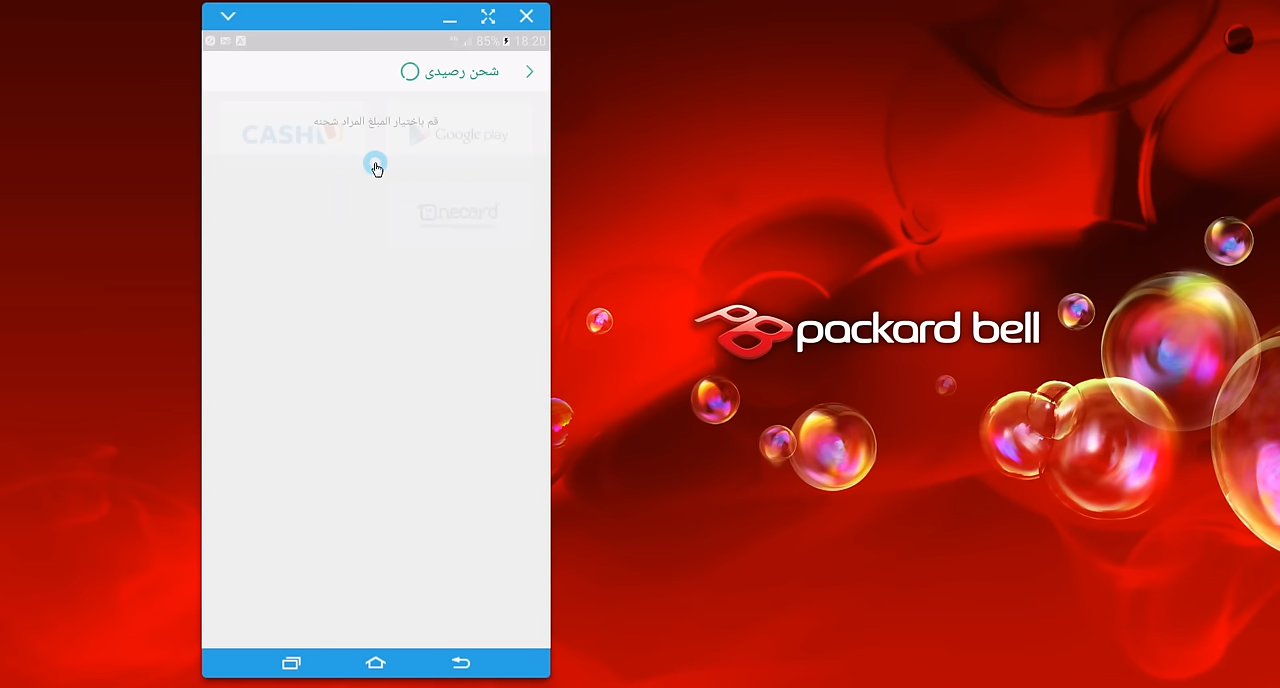 85% 18:20
شحن رصيدى
قم باختيار المبلغ المراد شحنه
CASHU Google play
onecard
packard bell